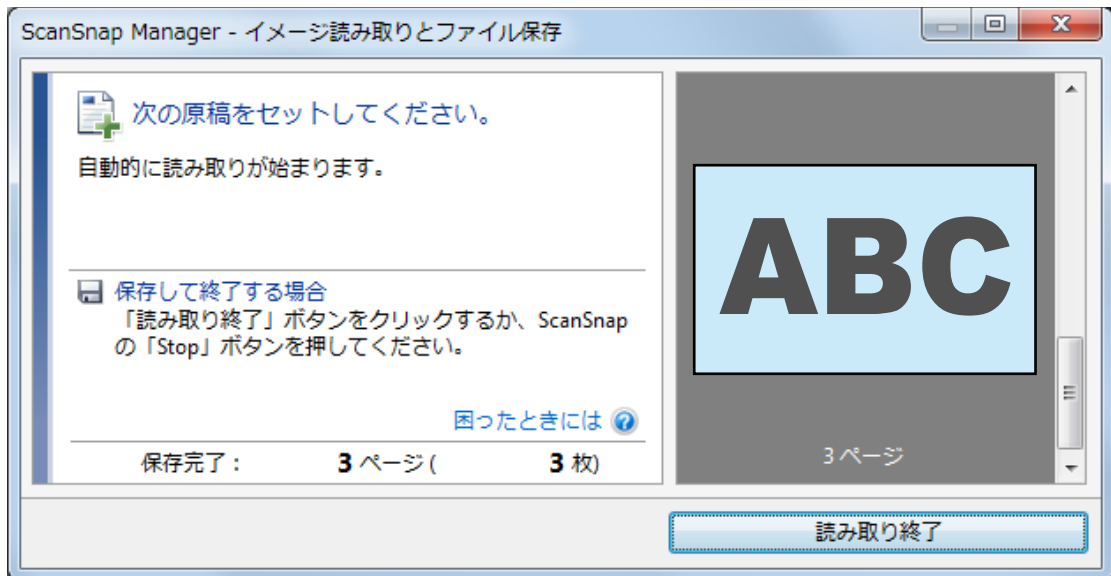 ScanSnap Manager - イメージ読み取りとファイル保存
次の原稿をセットしてください。
自動的に読み取りが始まります。
保存して終了する場合
「読み取り終了」ボタンをクリックするか、ScanSnap
の「Stop」ボタンを押してください。
困ったときには
保存完了： 3 ページ ( 3 枚)
ABC
3 ページ
読み取り終了